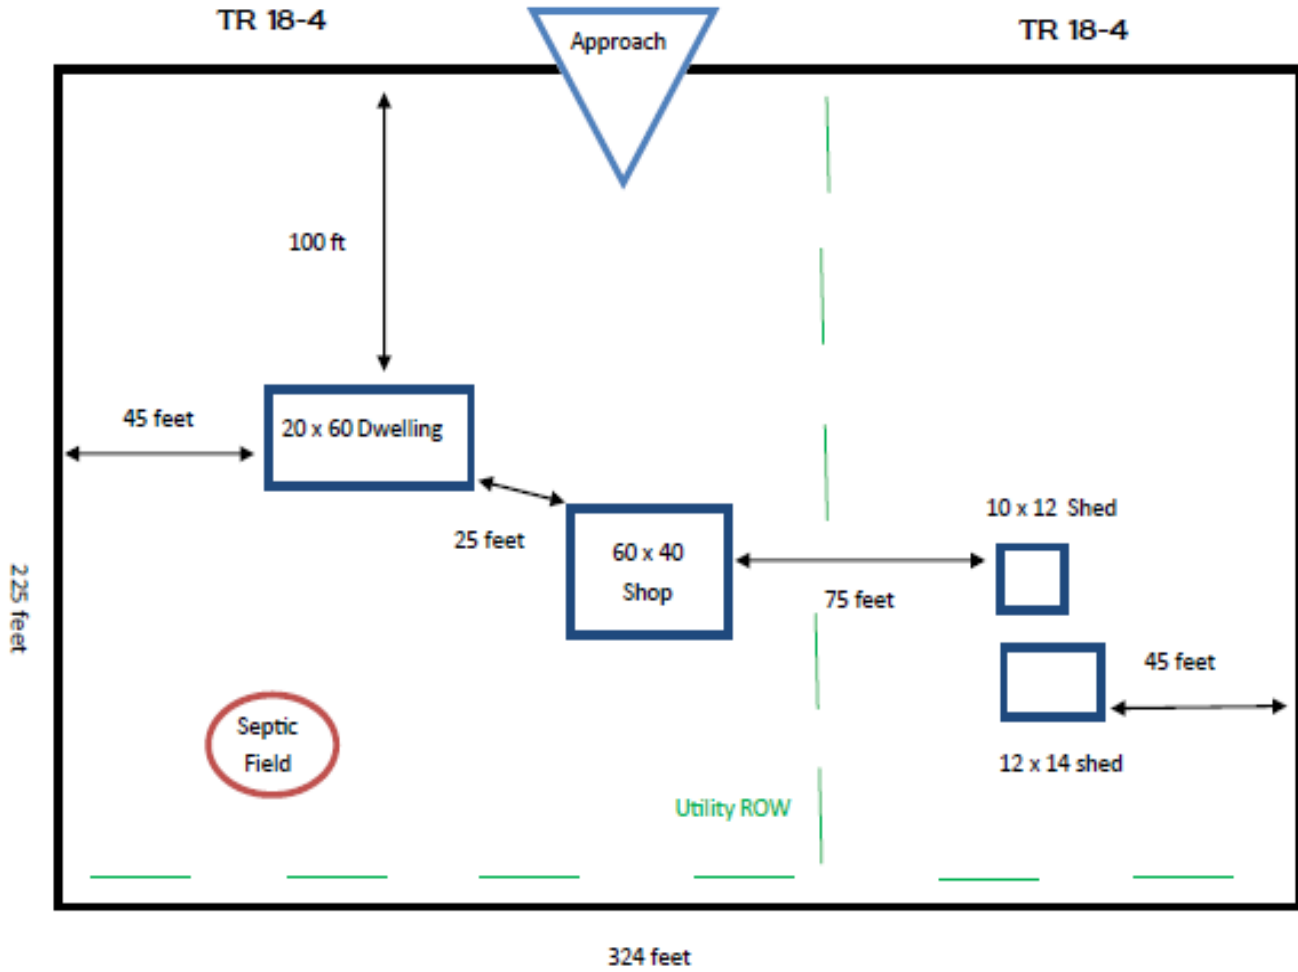 TR 18-4
TR 18-4
Approach
100 ft
45 feet
20 x 60 Dwelling
25 feet
60 x 40
Shop
10 x 12 Shed
75 feet
225 feet
45 feet
Septic
Field
12 x 14 shed
Utility ROW
324 feet